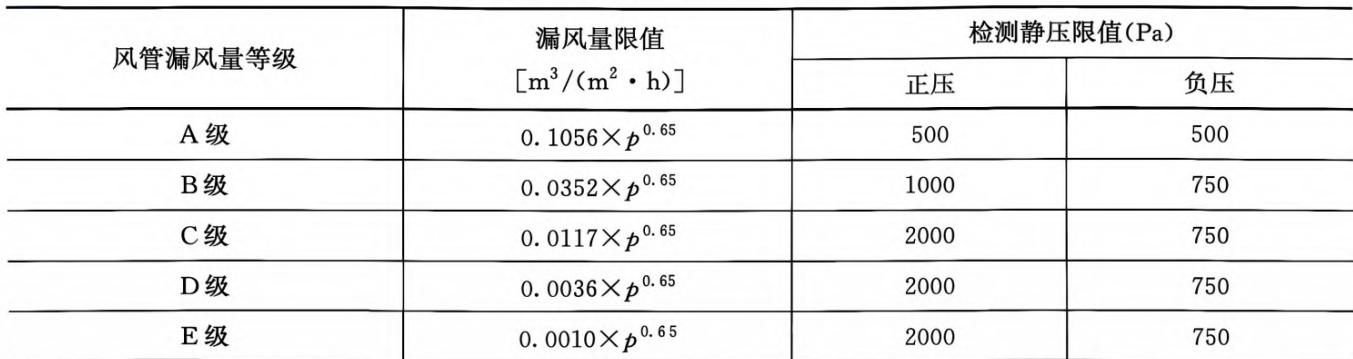 风管漏风量等级 漏风量限值 [m³/(m²·h)] 检测静压限值(Pa)
正压 负压
A级 0.1056×p^0.65 500 500
B级 0.0352×p^0.65 1000 750
C级 0.0117×p^0.65 2000 750
D级 0.0036×p^0.65 2000 750
E级 0.0010×p^0.65 2000 750